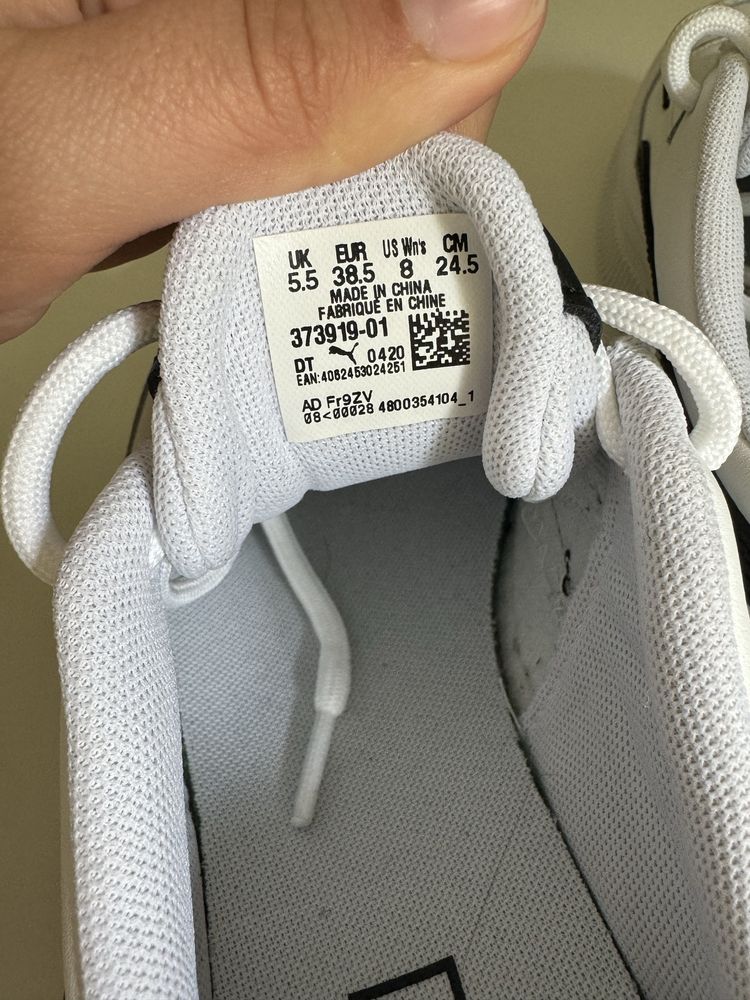 UK EUR US Wn's CM
5.5 38.5 8 24.5
MADE IN CHINA
FABRIQUÉ EN CHINE
373919-01
DT 0420
EAN:4062453024251
AD Fr9ZV
08<00028 4800354104_1